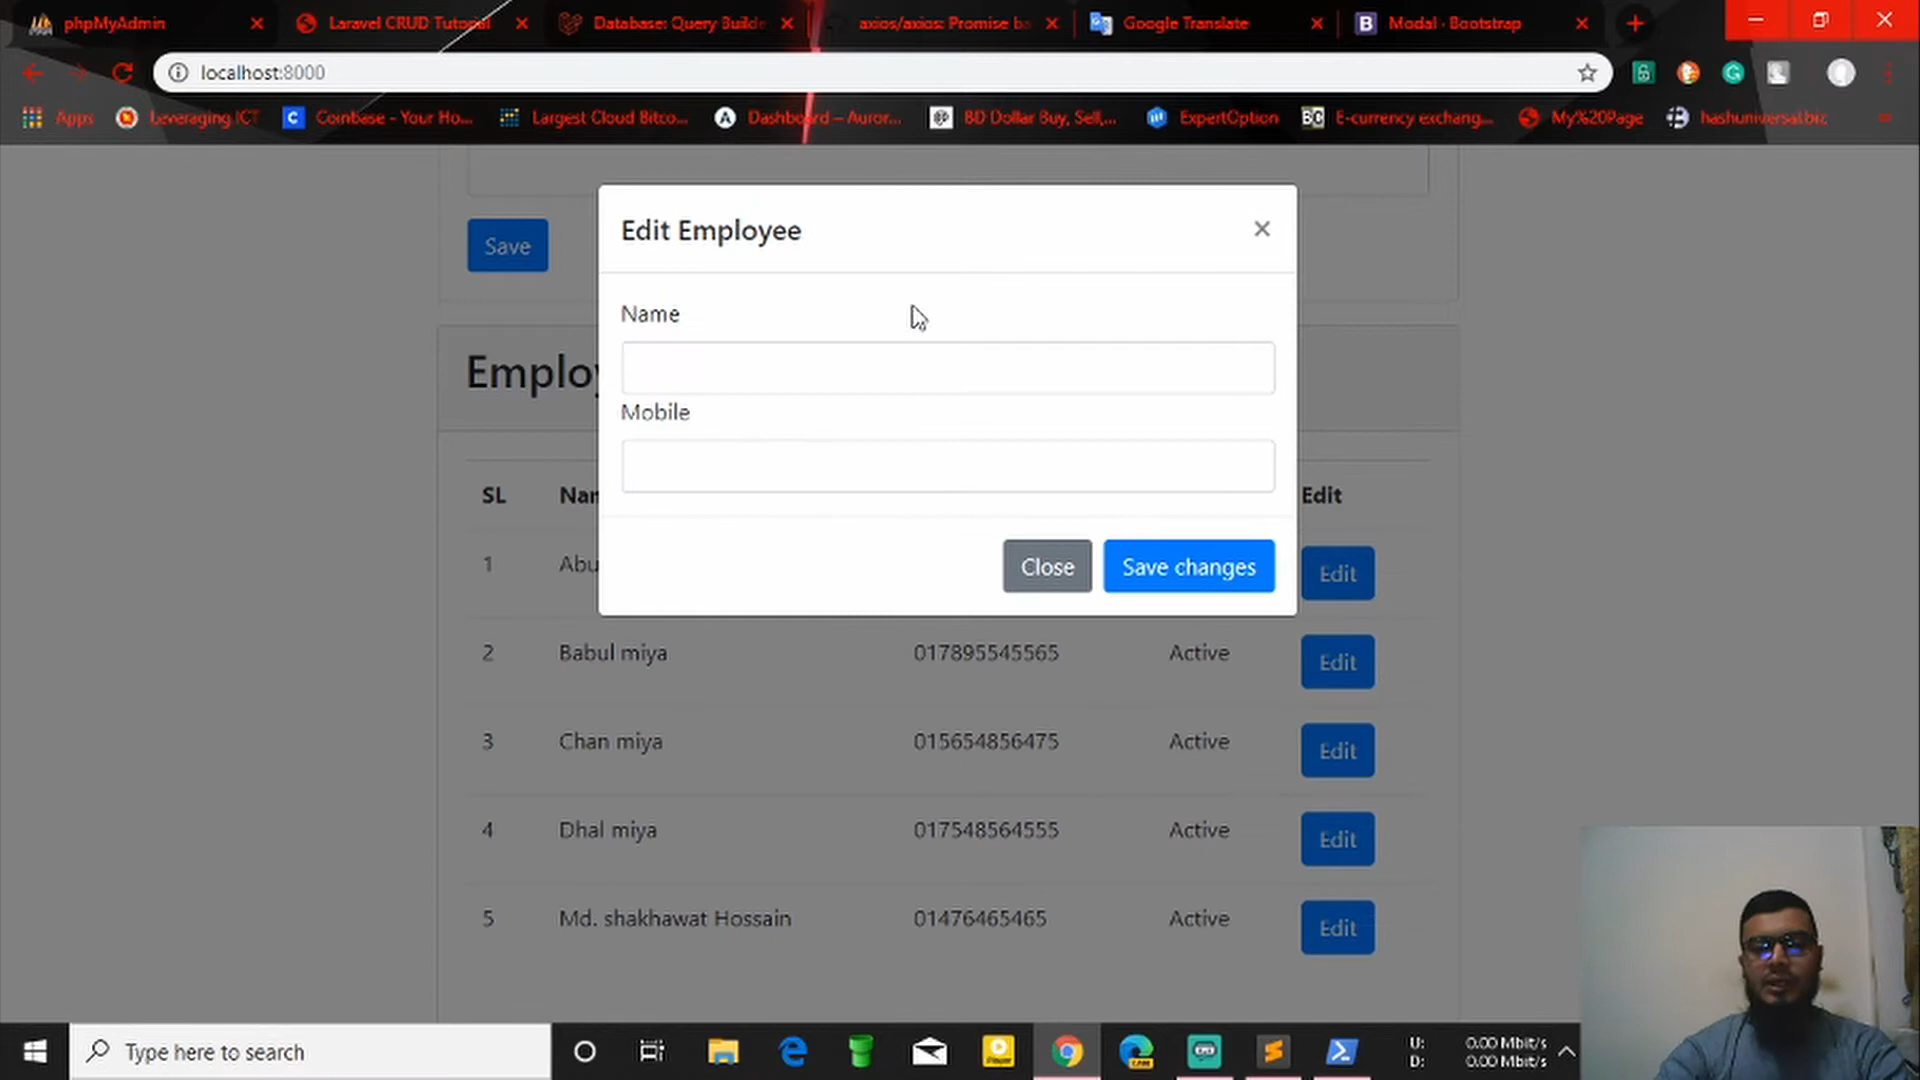 phpMyAdmin
Laravel CRUD Tutorial
Database: Query Builde
axios/axios: Promise ba
Google Translate
Modal · Bootstrap
localhost:8000
Apps
Leveraging ICT
Coinbase - Your Ho...
Largest Cloud Bitco...
Dashboard – Auror...
BD Dollar Buy, Sell,...
ExpertOption
E-currency exchang...
My%20Page
hashuniversal.biz
Save
Edit Employee
Name
Mobile
Close
Save changes
Emplo
SL Nar Edit
1 Abu Edit
2 Babul miya 017895545565 Active Edit
3 Chan miya 015654856475 Active Edit
4 Dhal miya 017548564555 Active Edit
5 Md. shakhawat Hossain 01476465465 Active Edit
Type here to search
U: 0.00 Mbit/s
D: 0.00 Mbit/s